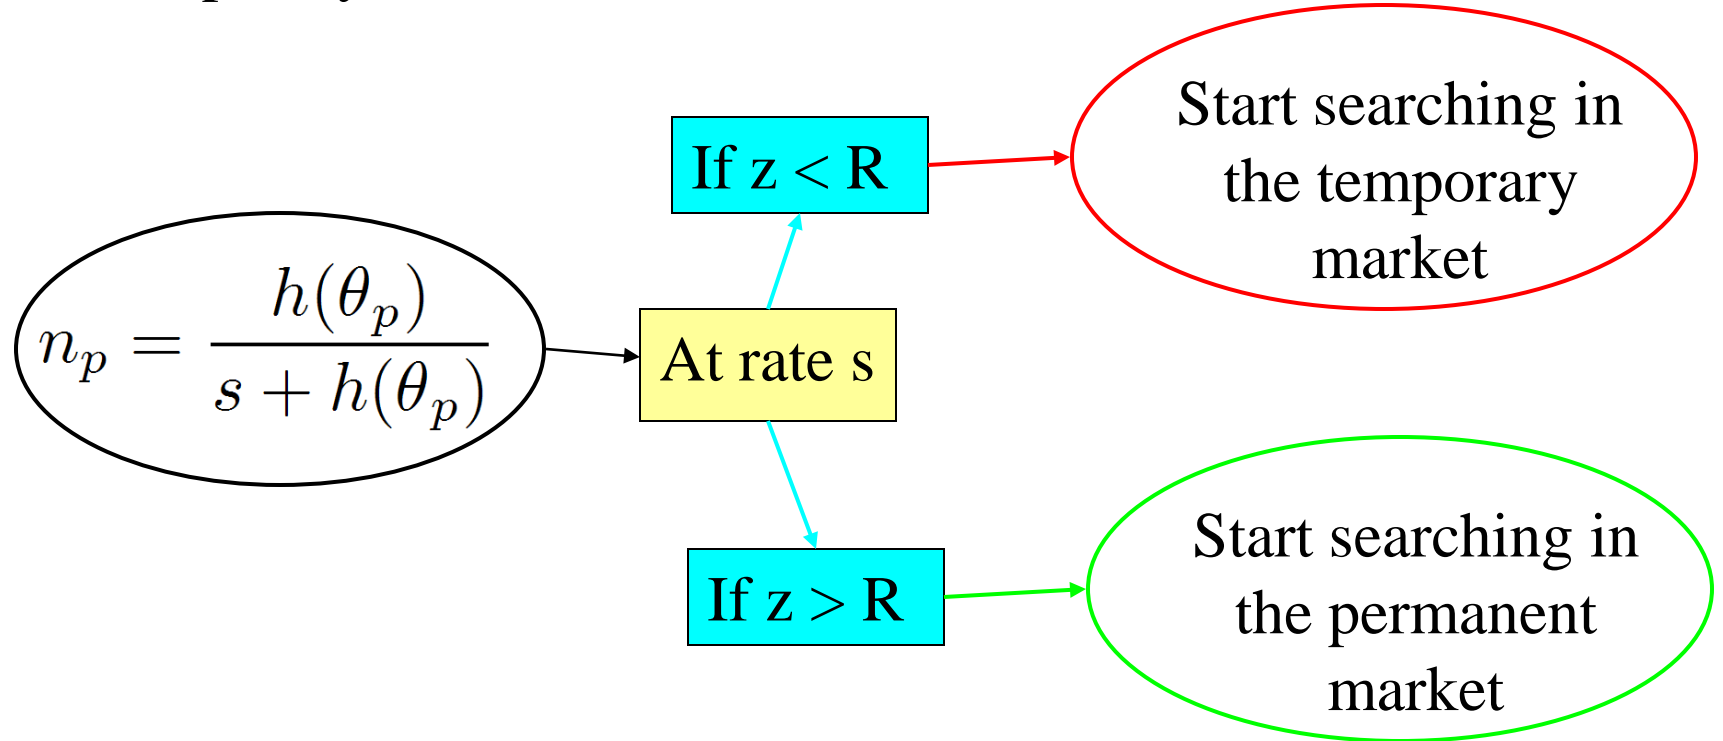 Start searching in
the temporary
market
If z < R
n_p = h(θ_p) / (s + h(θ_p))
At rate s
If z > R
Start searching in
the permanent
market